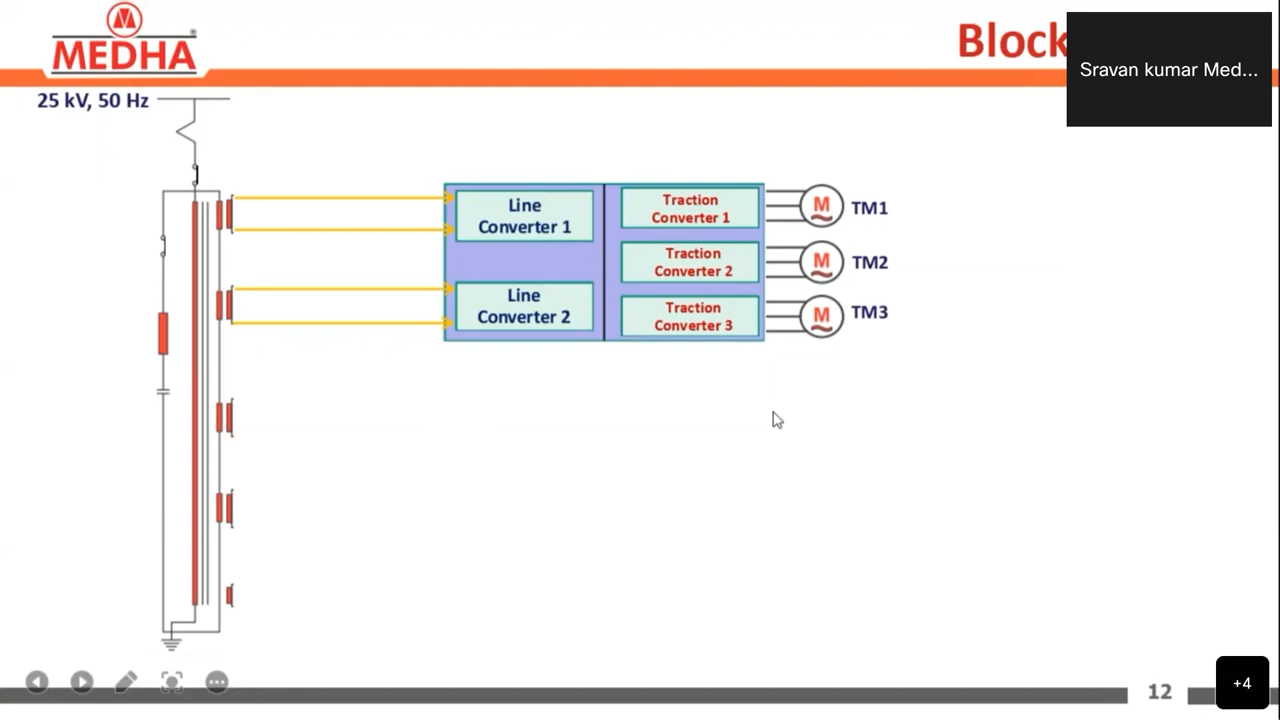 MEDHA
®
Block
Sravan kumar Med...
25 kV, 50 Hz
Line
Converter 1
Traction
Converter 1
M
TM1
Traction
Converter 2
M
TM2
Line
Converter 2
Traction
Converter 3
M
TM3
12
+4